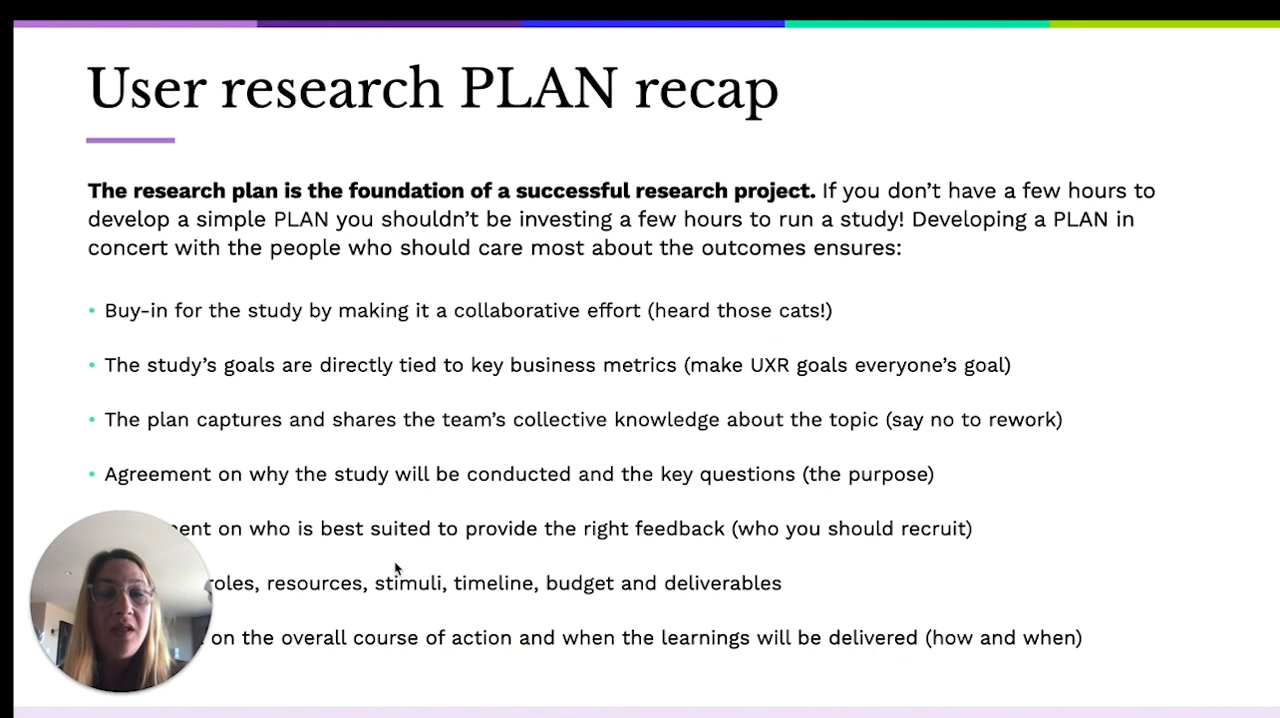 User research PLAN recap
The research plan is the foundation of a successful research project. If you don't have a few hours to
develop a simple PLAN you shouldn't be investing a few hours to run a study! Developing a PLAN in
concert with the people who should care most about the outcomes ensures:
• Buy-in for the study by making it a collaborative effort (heard those cats!)
• The study's goals are directly tied to key business metrics (make UXR goals everyone's goal)
• The plan captures and shares the team's collective knowledge about the topic (say no to rework)
• Agreement on why the study will be conducted and the key questions (the purpose)
on who is best suited to provide the right feedback (who you should recruit)
roles, resources, stimuli, timeline, budget and deliverables
on the overall course of action and when the learnings will be delivered (how and when)